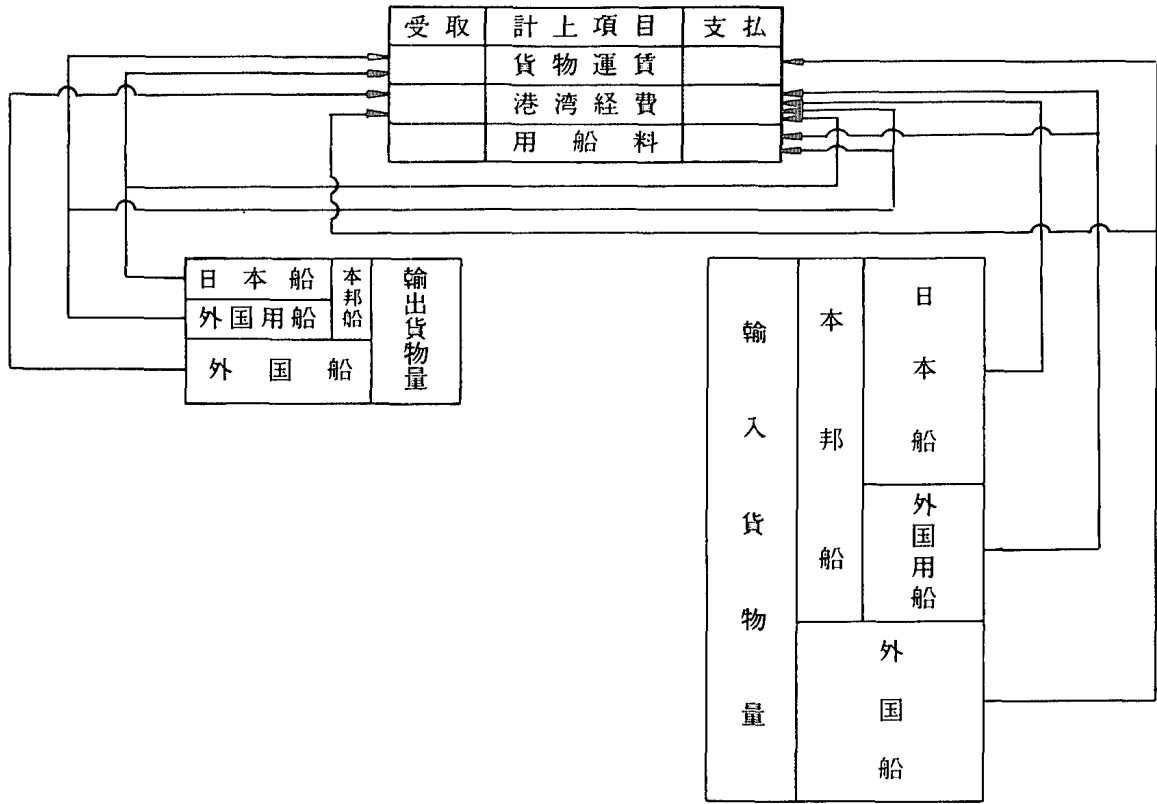 受取 計上項目 支払
貨物運賃
港湾経費
用船料
日本船
外国用船
本邦船
外国船
輸出貨物量
輸入貨物量
本邦船
日本船
外国用船
外国船